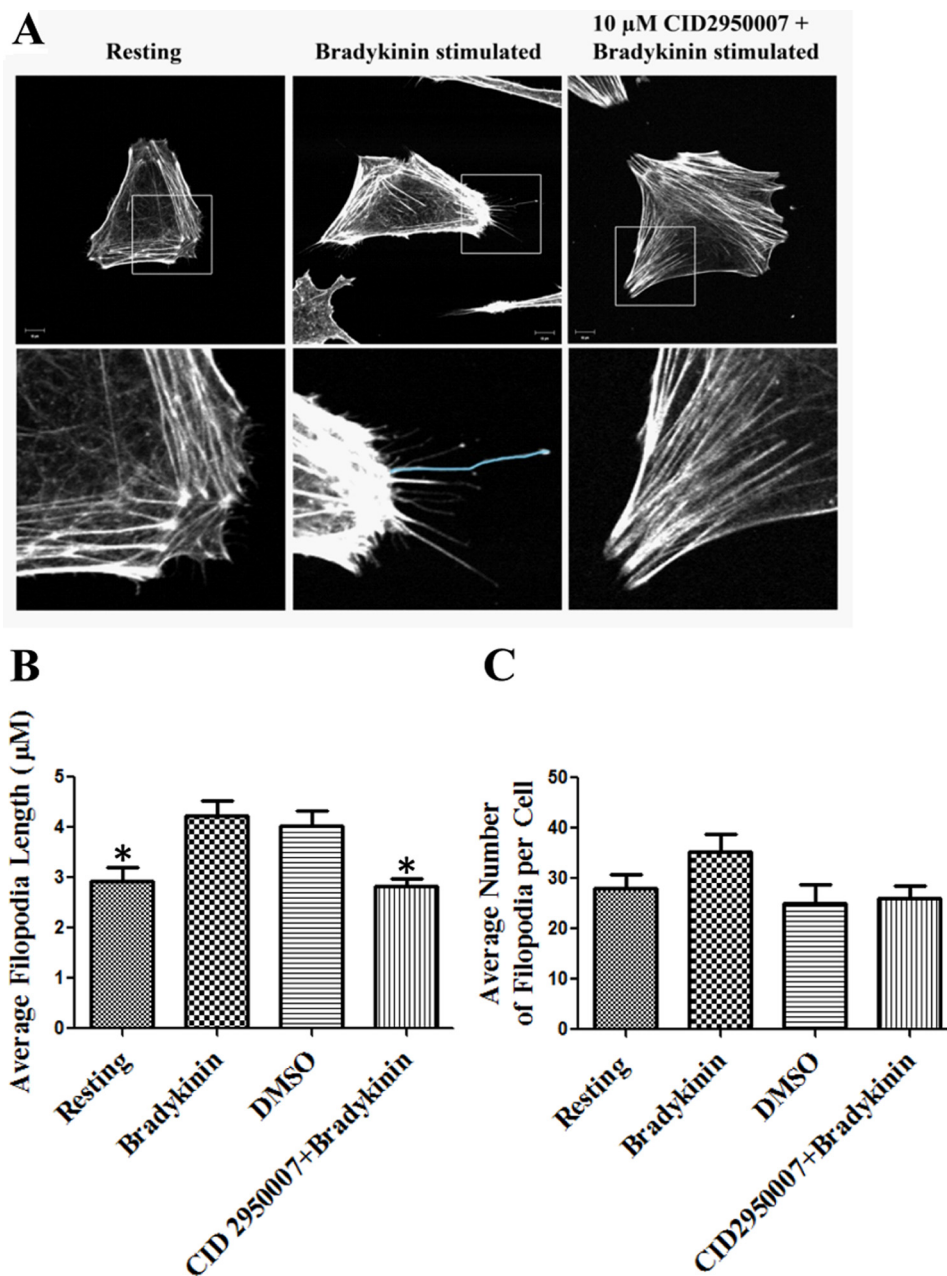 A
Resting
Bradykinin stimulated
10 µM CID2950007 +
Bradykinin stimulated
B
C
Average Filopodia Length ( µM)
5
4
3
2
1
0
*
*
Resting
Bradykinin
DMSO
CID 2950007+Bradykinin
Average Number
of Filopodia per Cell
50
40
30
20
10
0
Resting
Bradykinin
DMSO
CID2950007+Bradykinin